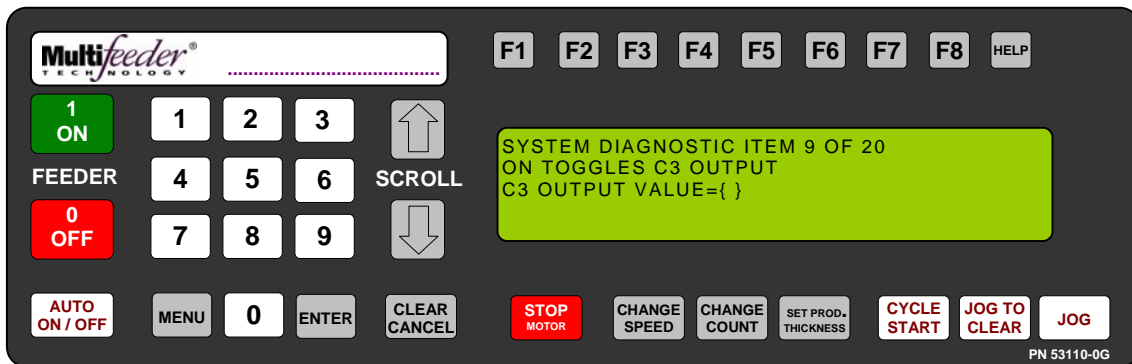 Multifeeder®
TECHNOLOGY
F1 F2 F3 F4 F5 F6 F7 F8 HELP
1
ON
FEEDER
0
OFF
1 2 3
4 5 6
7 8 9
SCROLL
SYSTEM DIAGNOSTIC ITEM 9 OF 20
ON TOGGLES C3 OUTPUT
C3 OUTPUT VALUE={ }
AUTO
ON / OFF
MENU
0
ENTER
CLEAR
CANCEL
STOP
MOTOR
CHANGE
SPEED
CHANGE
COUNT
SET PROD.
THICKNESS
CYCLE
START
JOG TO
CLEAR
JOG
PN 53110-0G